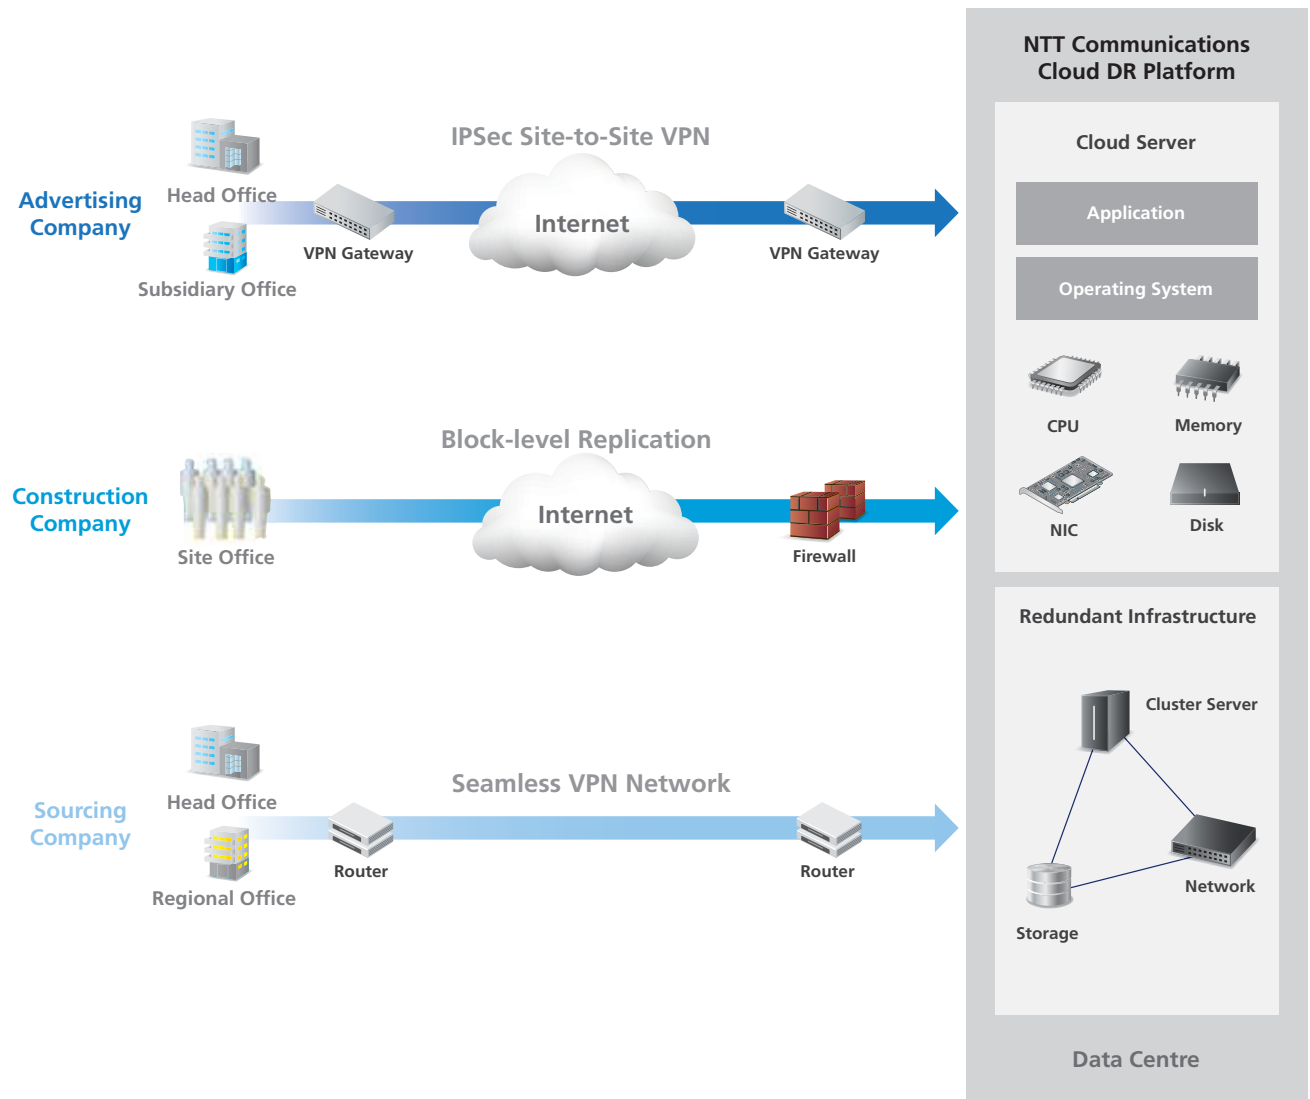 NTT Communications
Cloud DR Platform
IPSec Site-to-Site VPN
Head Office
Advertising
Company
Internet
VPN Gateway
VPN Gateway
Subsidiary Office
Cloud Server
Application
Operating System
CPU
Memory
NIC
Disk
Block-level Replication
Construction
Company
Internet
Site Office
Firewall
Redundant Infrastructure
Cluster Server
Network
Storage
Seamless VPN Network
Head Office
Sourcing
Company
Router
Router
Regional Office
Data Centre